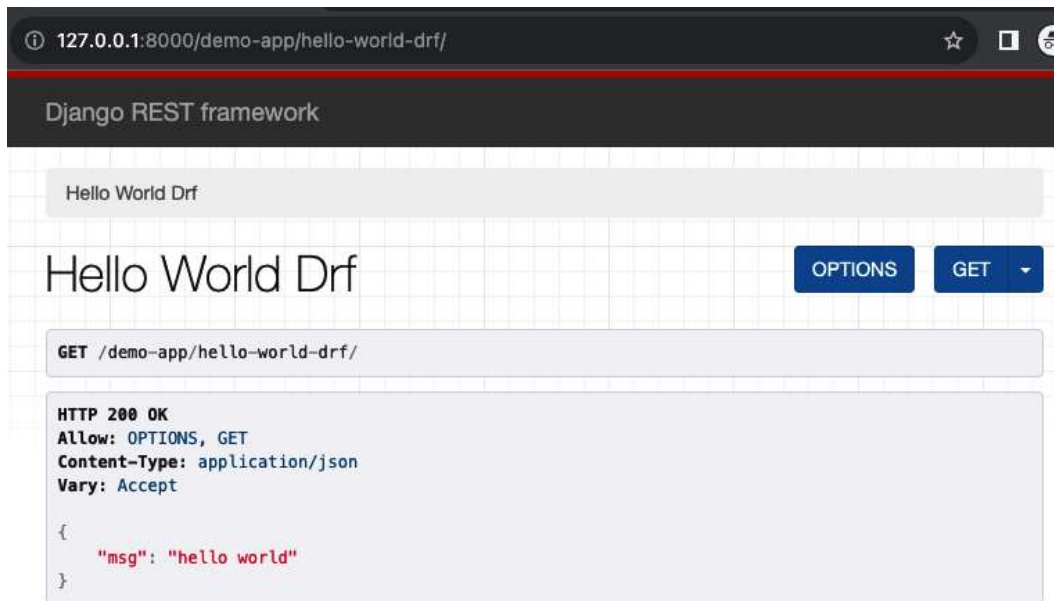 127.0.0.1:8000/demo-app/hello-world-drf/
Django REST framework
Hello World Drf
Hello World Drf
OPTIONS
GET
GET /demo-app/hello-world-drf/
HTTP 200 OK
Allow: OPTIONS, GET
Content-Type: application/json
Vary: Accept
{
"msg": "hello world"
}